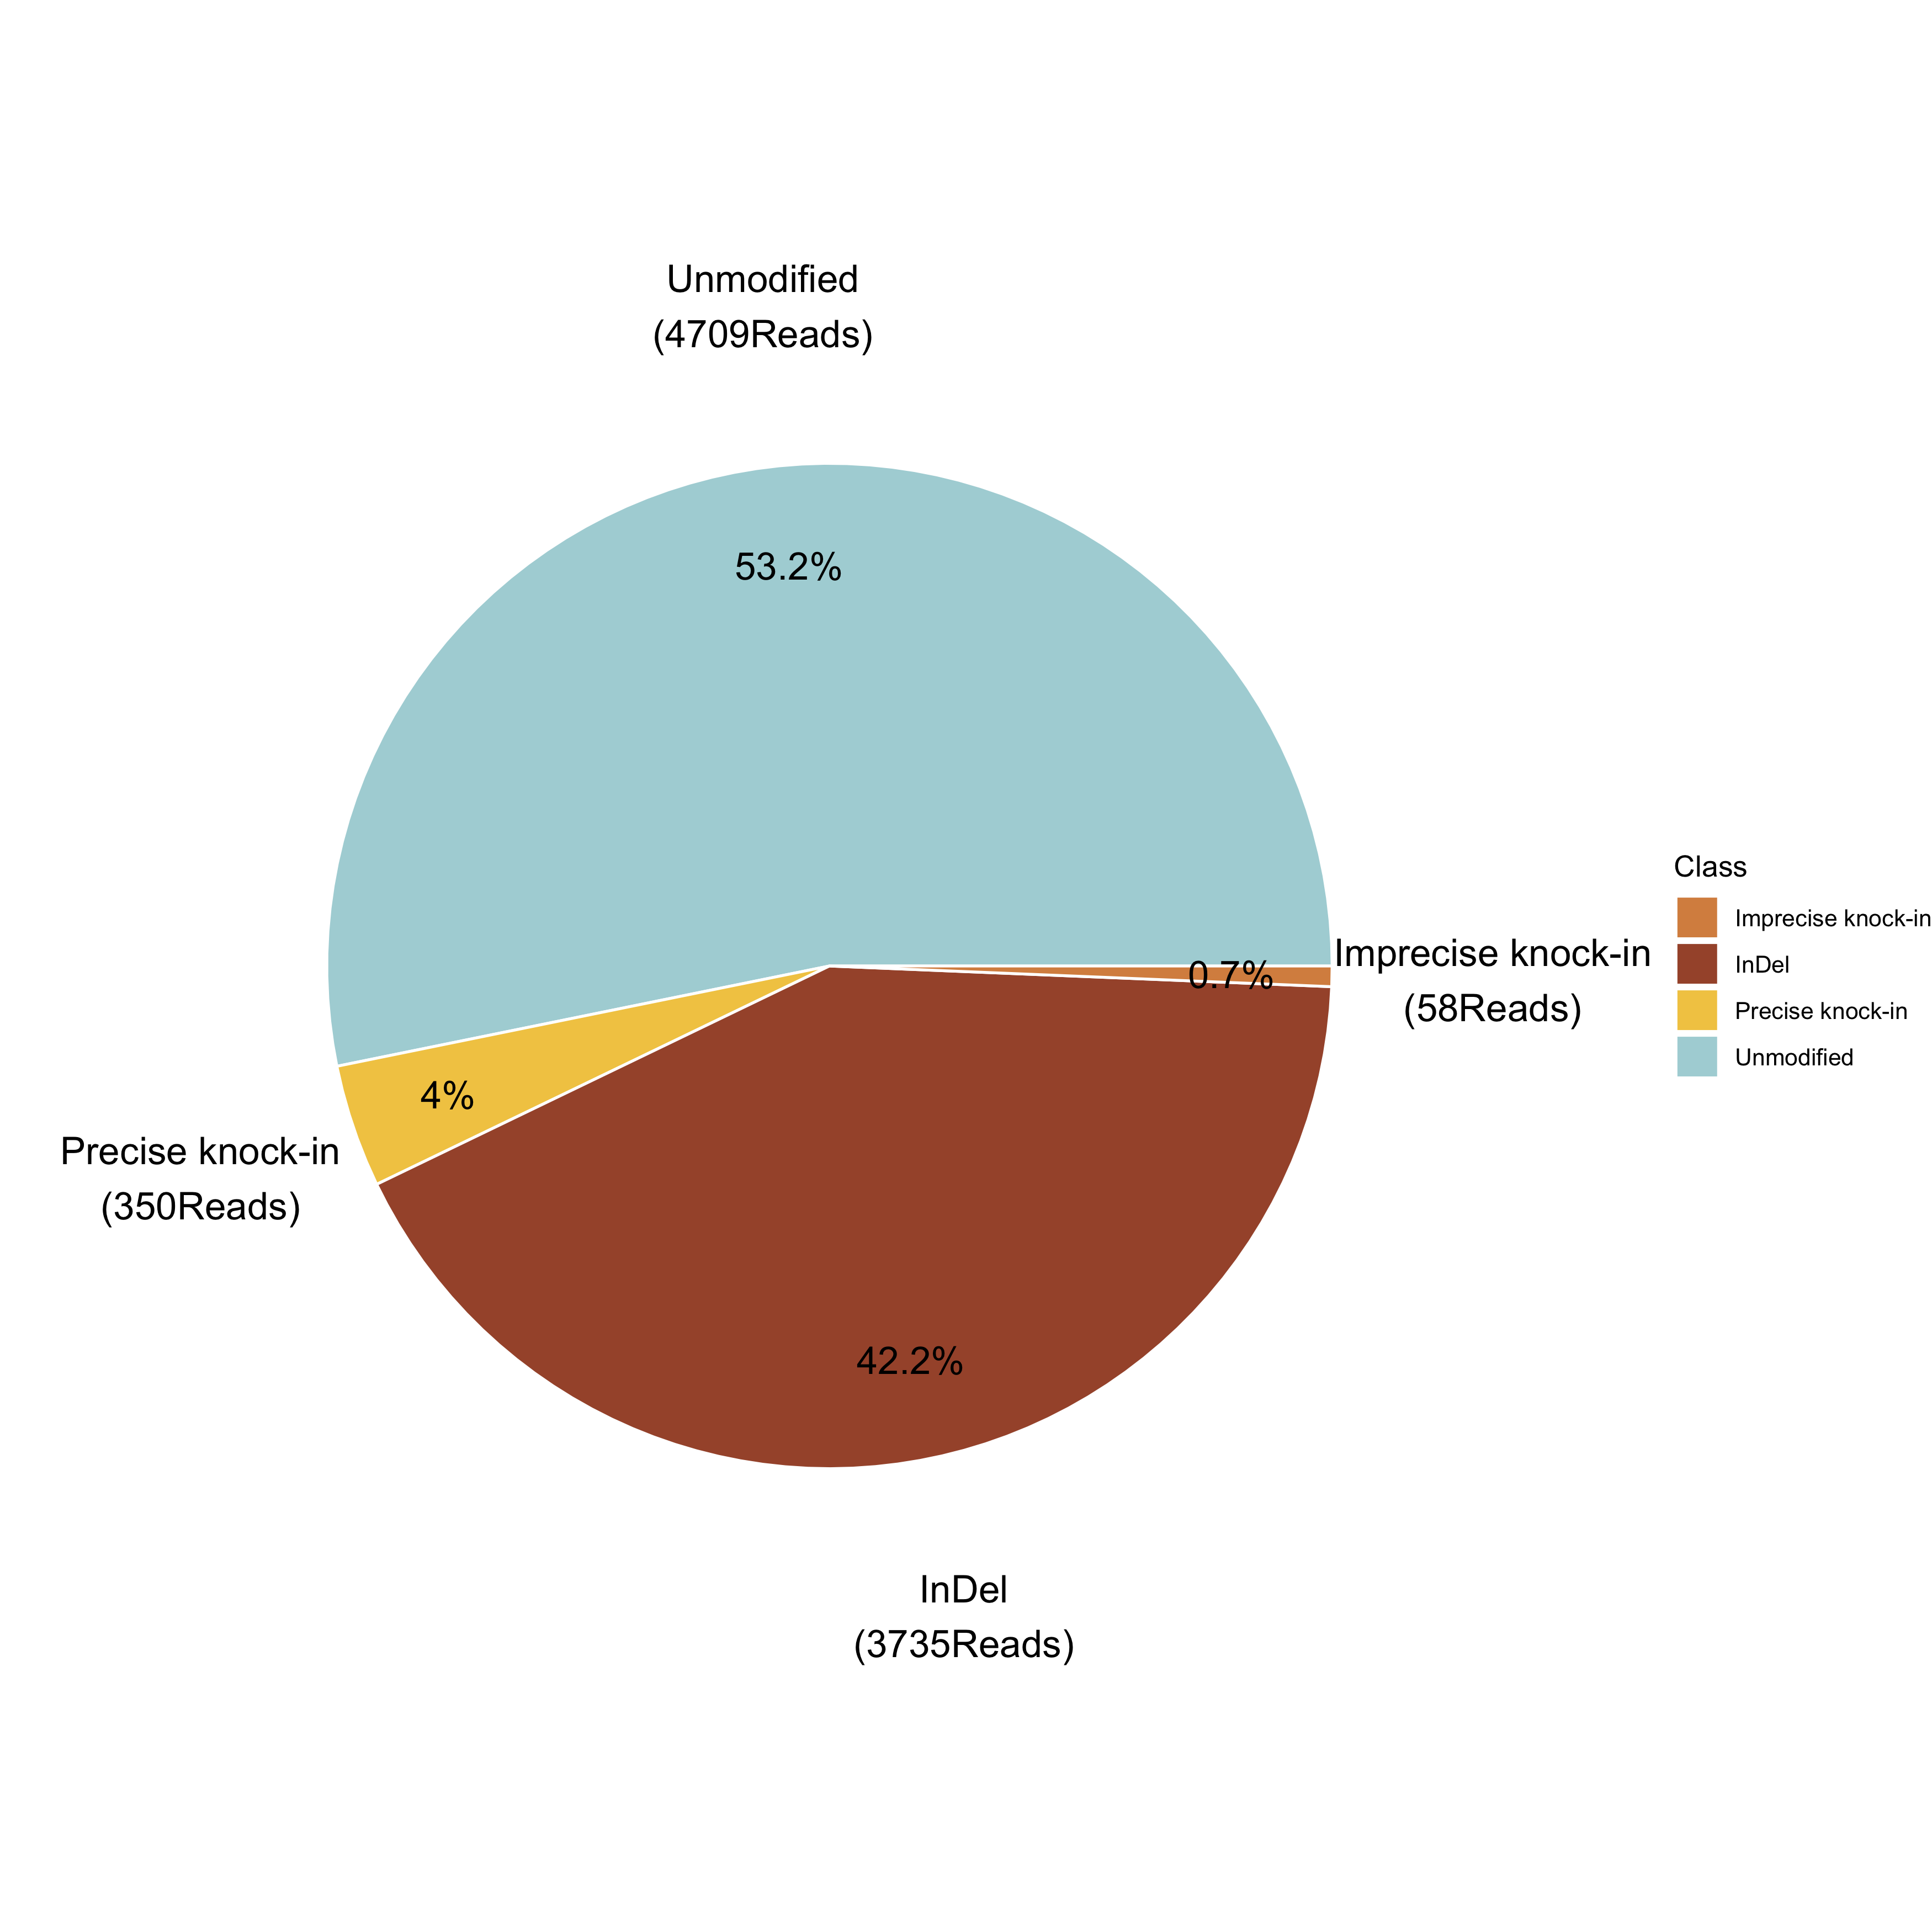 Unmodified
(4709Reads)
53.2%
Imprecise knock-in
(58Reads)
0.7%
4%
Precise knock-in
(350Reads)
42.2%
InDel
(3735Reads)
Class
Imprecise knock-in
InDel
Precise knock-in
Unmodified